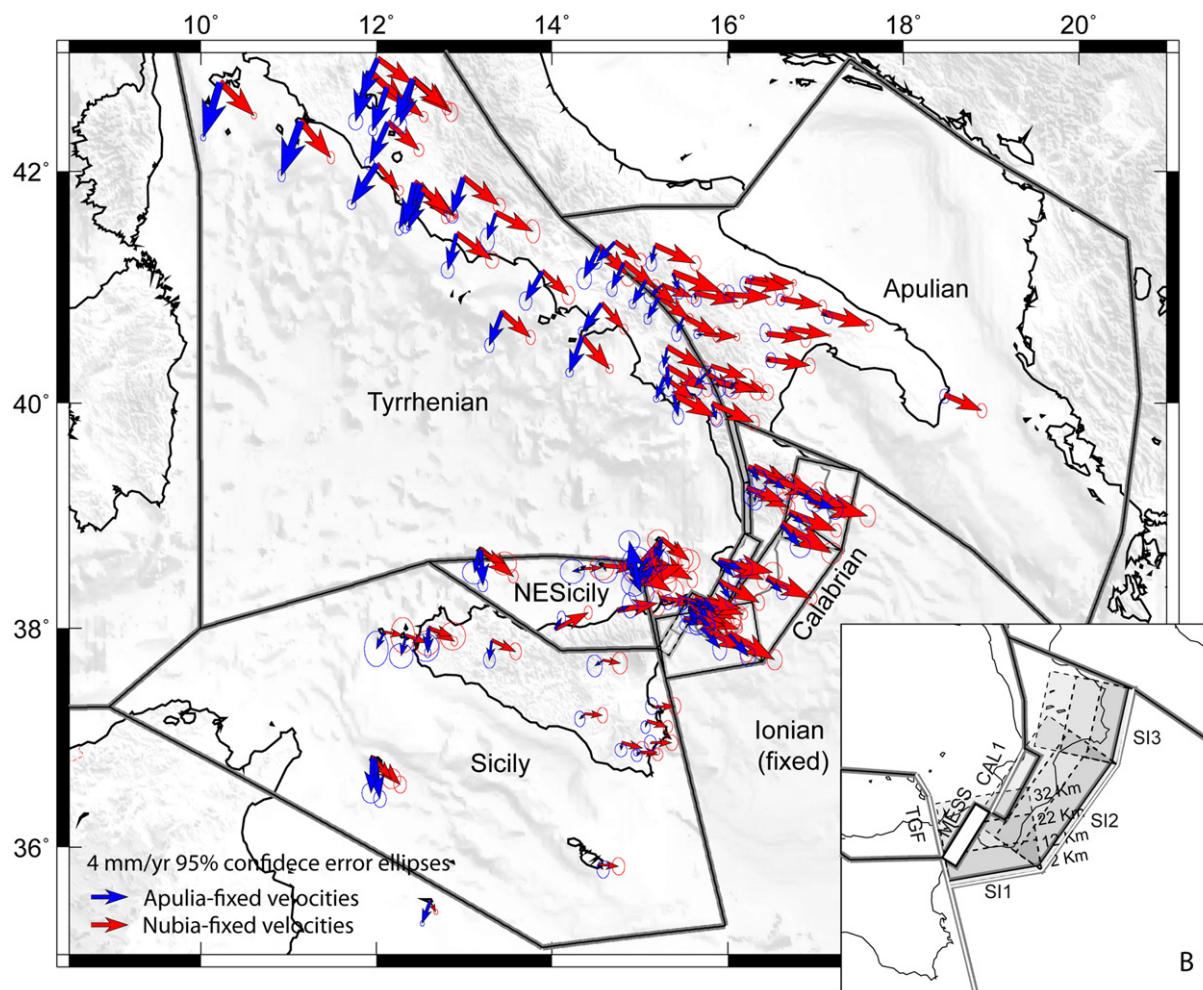 10° 12° 14° 16° 18° 20°
42°
40°
38°
36°
Apulian
Tyrrhenian
NESicily
Calabrian
Ionian
(fixed)
Sicily
4 mm/yr 95% confidece error ellipses
Apulia-fixed velocities
Nubia-fixed velocities
TGF
MESS
CAL 1
32 Km
22 Km
12 Km
2 Km
SI3
SI2
SI1
B